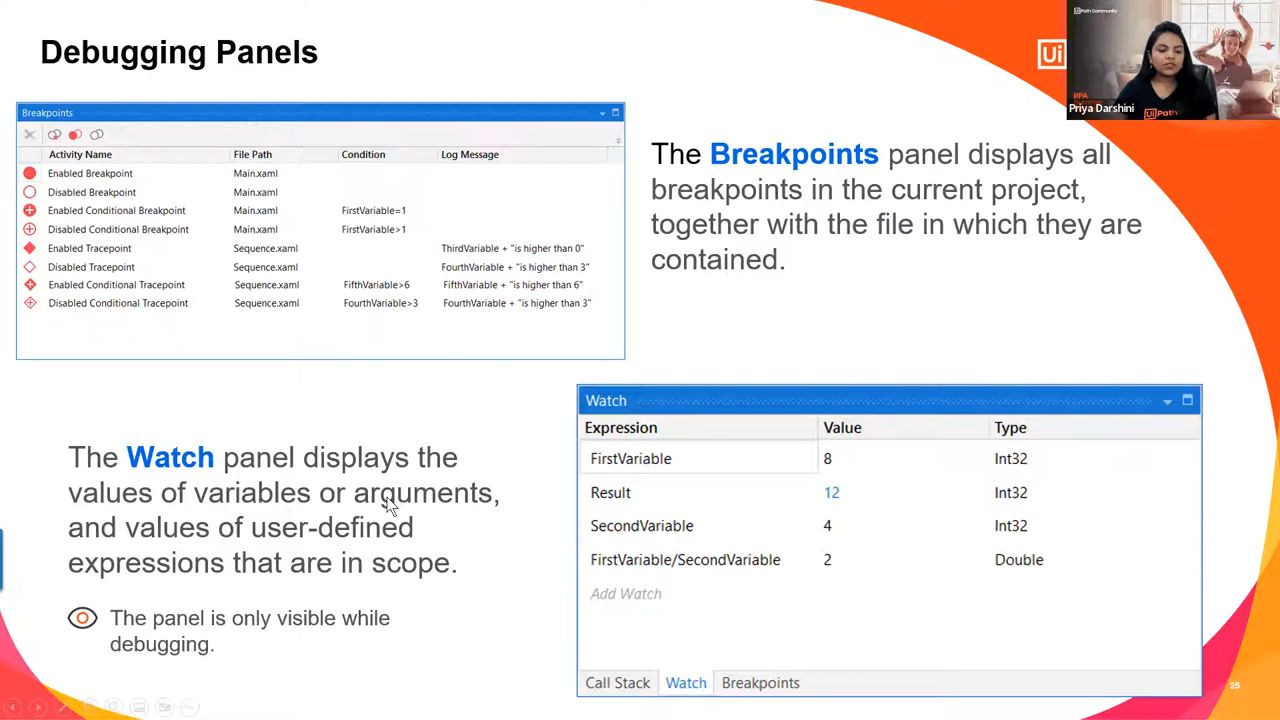 Debugging Panels
UiPath Community
Ui
RPA
UiPath
Priya Darshini
Breakpoints
Activity Name File Path Condition Log Message
Enabled Breakpoint Main.xaml
Disabled Breakpoint Main.xaml
Enabled Conditional Breakpoint Main.xaml FirstVariable=1
Disabled Conditional Breakpoint Main.xaml FirstVariable>1
Enabled Tracepoint Sequence.xaml ThirdVariable + "is higher than 0"
Disabled Tracepoint Sequence.xaml FourthVariable + "is higher than 3"
Enabled Conditional Tracepoint Sequence.xaml FifthVariable>6 FifthVariable + "is higher than 6"
Disabled Conditional Tracepoint Sequence.xaml FourthVariable>3 FourthVariable + "is higher than 3"
The Breakpoints panel displays all
breakpoints in the current project,
together with the file in which they are
contained.
The Watch panel displays the
values of variables or arguments,
and values of user-defined
expressions that are in scope.
The panel is only visible while
debugging.
Watch
Expression Value Type
FirstVariable 8 Int32
Result 12 Int32
SecondVariable 4 Int32
FirstVariable/SecondVariable 2 Double
Add Watch
Call Stack Watch Breakpoints
25